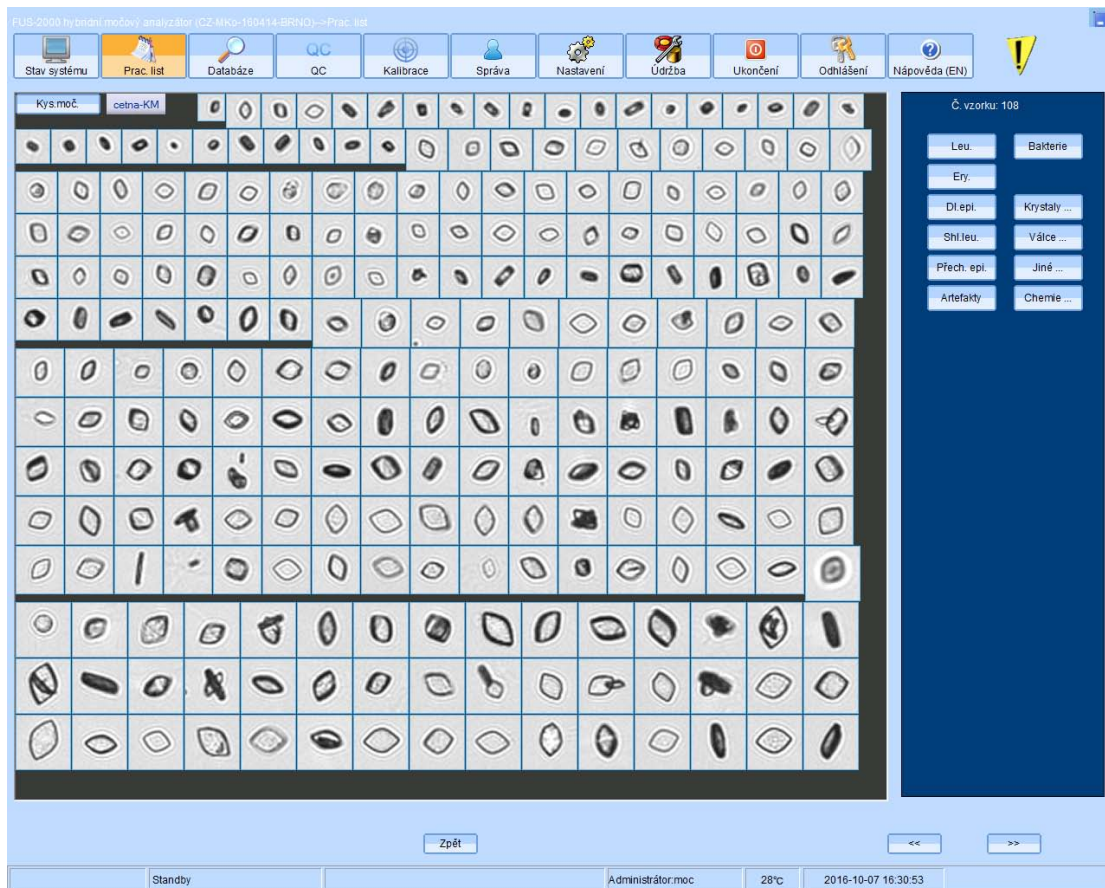 FUS-2000 hybridní močový analyzátor (CZ-MKo-160414-BRNO)-->Prac. list
QC
Stav systému Prac. list Databáze QC Kalibrace Správa Nastavení Údržba Ukončení Odhlášení Nápověda (EN)
Kys.moč. cetna-KM
Č. vzorku: 108
Leu. Bakterie
Ery.
Dl.epi. Krystaly ...
Shl.leu. Válce ...
Přech. epi. Jiné ...
Artefakty Chemie ...
Zpět << >>
Standby Administrátor:moc 28°C 2016-10-07 16:30:53